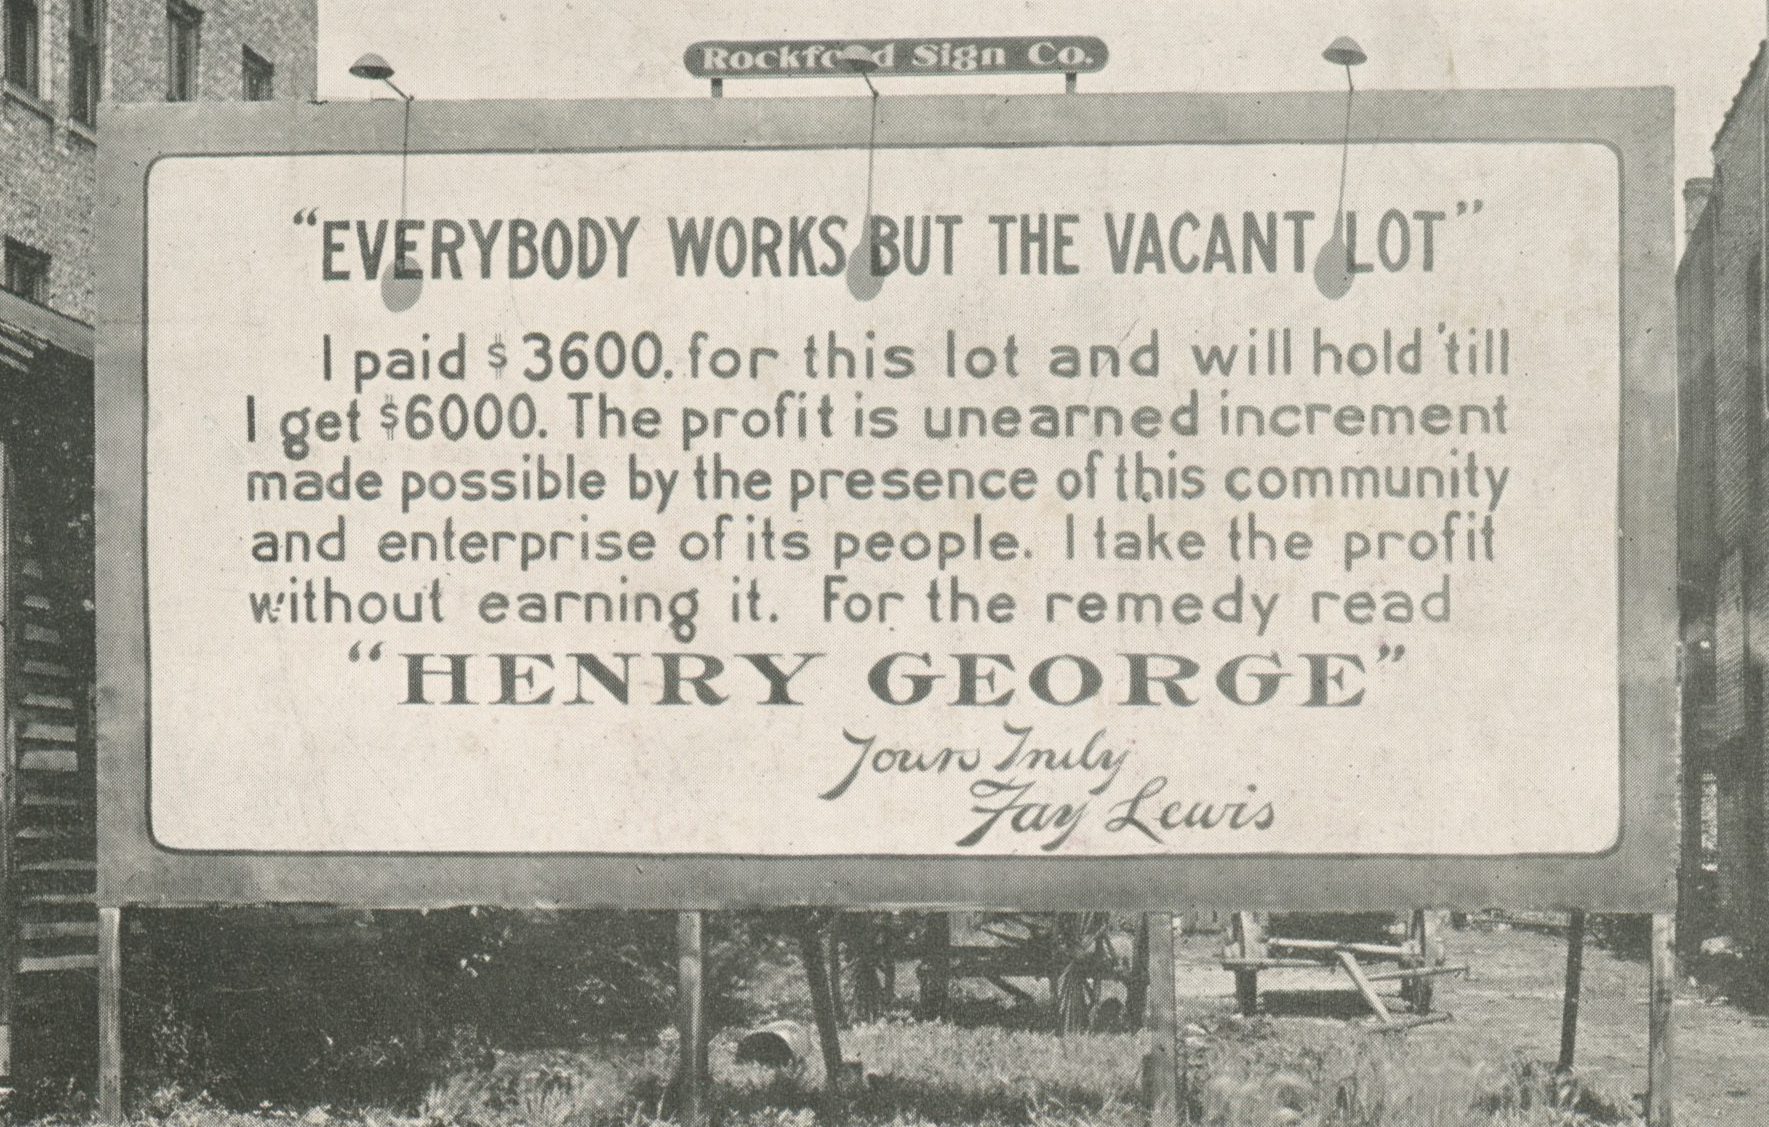 Rockford Sign Co.
"EVERYBODY WORKS BUT THE VACANT LOT"
I paid $3600. for this lot and will hold 'till
I get $6000. The profit is unearned increment
made possible by the presence of this community
and enterprise of its people. I take the profit
without earning it. For the remedy read
"HENRY GEORGE"
Yours Truly
Fay Lewis